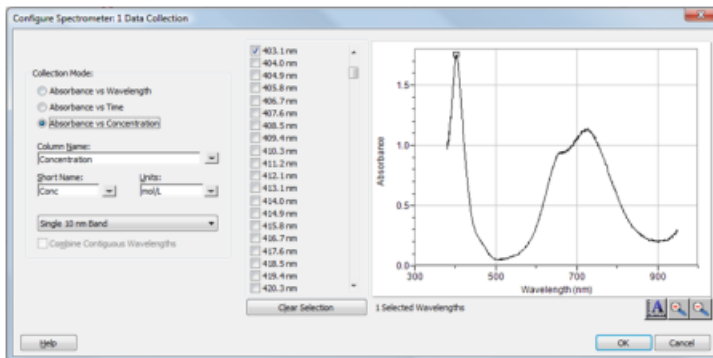 Configure Spectrometer: 1 Data Collection
Collection Mode:
Absorbance vs Wavelength
Absorbance vs Time
Absorbance vs Concentration
Column Name:
Concentration
Short Name:
Units:
Conc
mol/L
Single 10 nm Band
Combine Contiguous Wavelengths
403.1 nm
404.0 nm
404.9 nm
405.8 nm
406.7 nm
407.6 nm
408.5 nm
409.4 nm
410.3 nm
411.2 nm
412.1 nm
413.1 nm
414.0 nm
414.9 nm
415.8 nm
416.7 nm
417.6 nm
418.5 nm
419.4 nm
420.3 nm
Clear Selection
Absorbance
1.5
1.0
0.5
0.0
300
500
700
900
Wavelength (nm)
1 Selected Wavelengths
A
Help
OK
Cancel